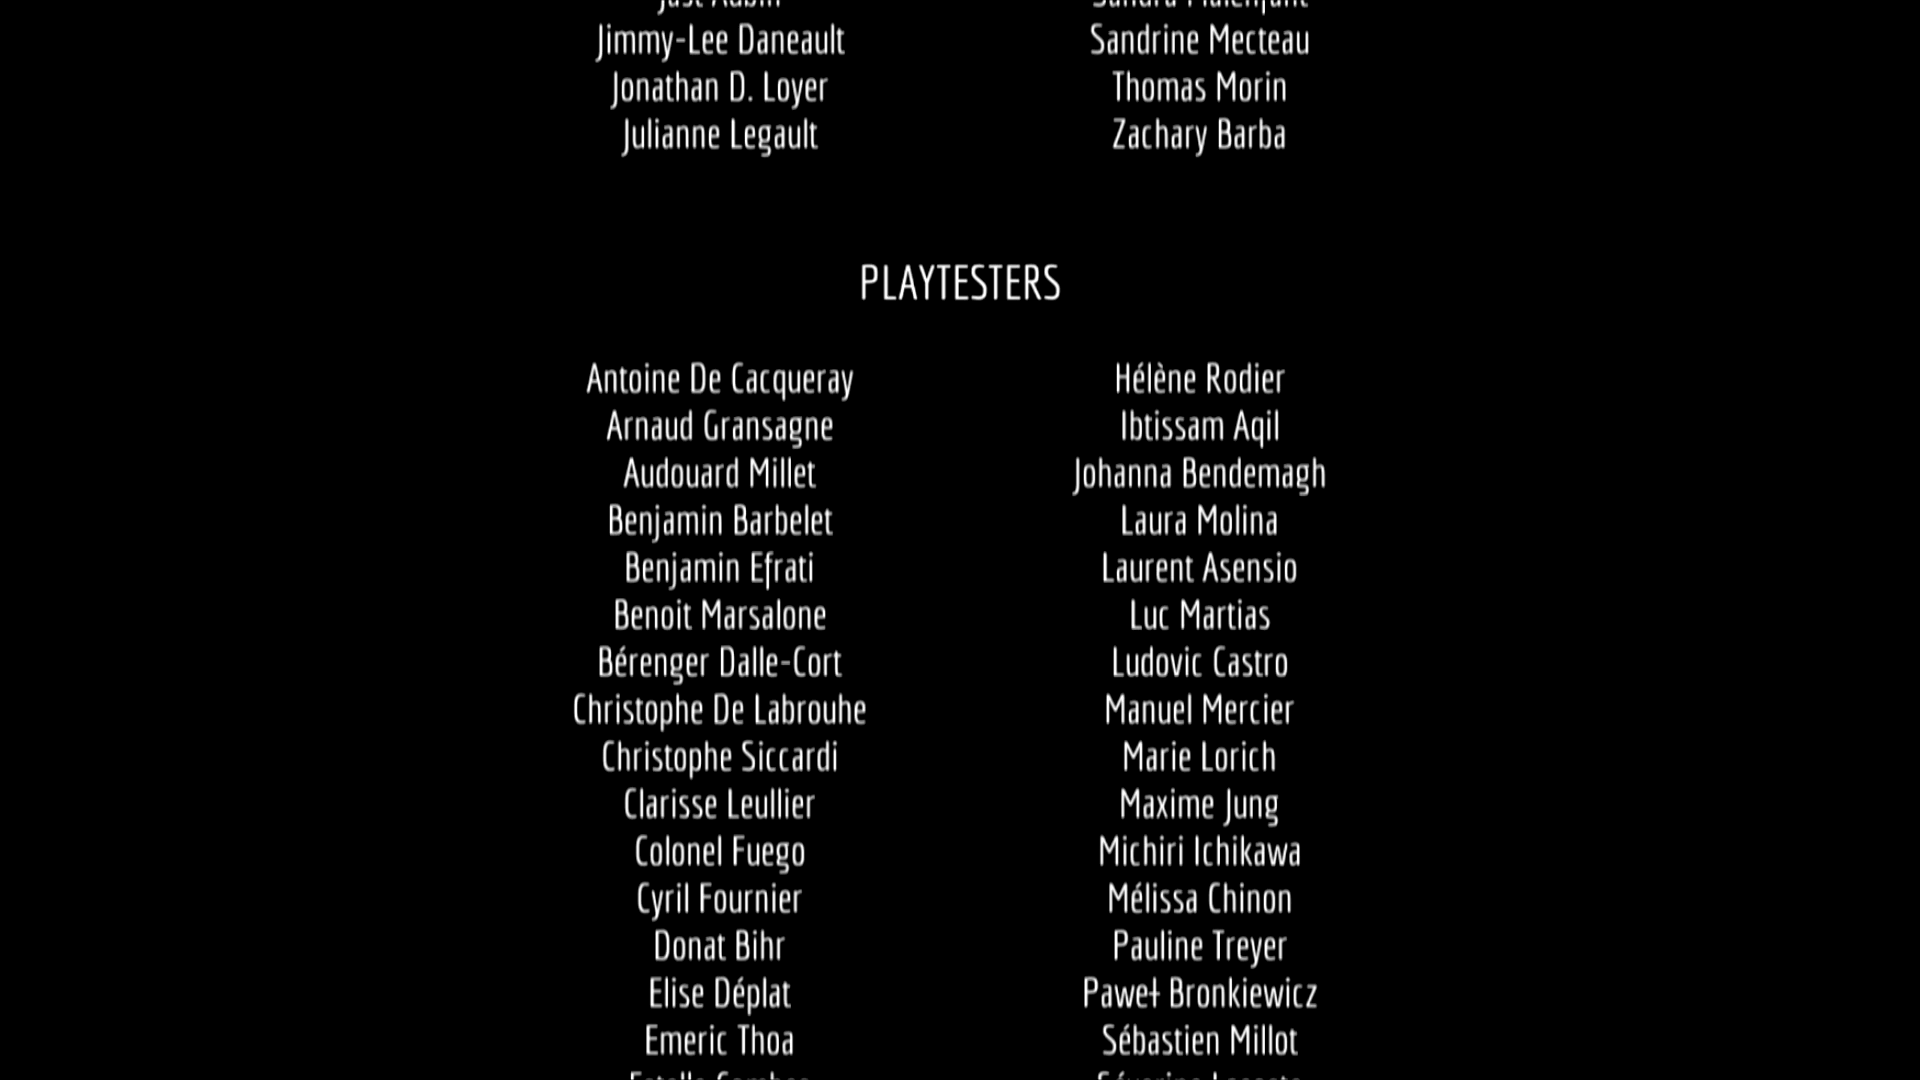 Jimmy-Lee Daneault
Jonathan D. Loyer
Julianne Legault
Sandrine Mecteau
Thomas Morin
Zachary Barba
PLAYTESTERS
Antoine De Cacqueray
Arnaud Gransagne
Audouard Millet
Benjamin Barbelet
Benjamin Efrati
Benoit Marsalone
Bérenger Dalle-Cort
Christophe De Labrouhe
Christophe Siccardi
Clarisse Leullier
Colonel Fuego
Cyril Fournier
Donat Bihr
Elise Déplat
Emeric Thoa
Hélène Rodier
Ibtissam Aqil
Johanna Bendemagh
Laura Molina
Laurent Asensio
Luc Martias
Ludovic Castro
Manuel Mercier
Marie Lorich
Maxime Jung
Michiri Ichikawa
Mélissa Chinon
Pauline Treyer
Paweł Bronkiewicz
Sébastien Millot